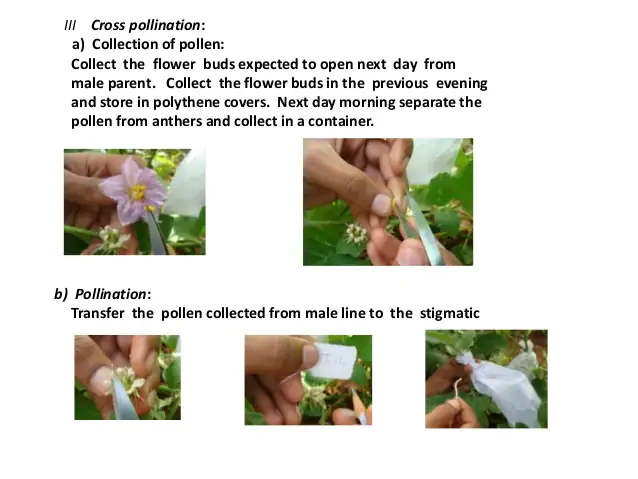 III Cross pollination:
a) Collection of pollen:
Collect the flower buds expected to open next day from
male parent. Collect the flower buds in the previous evening
and store in polythene covers. Next day morning separate the
pollen from anthers and collect in a container.
b) Pollination:
Transfer the pollen collected from male line to the stigmatic